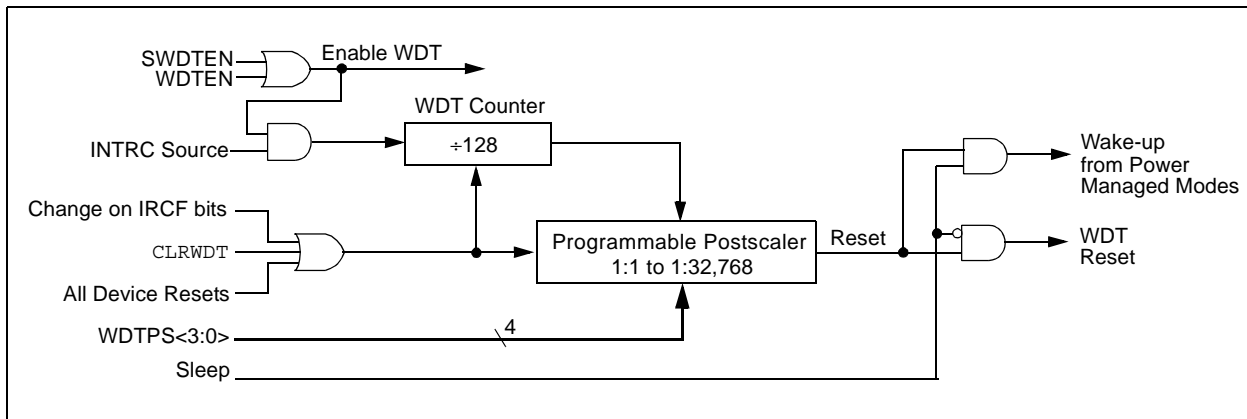 SWDTEN
WDTEN
Enable WDT
WDT Counter
÷128
INTRC Source
Wake-up
from Power
Managed Modes
Change on IRCF bits
CLRWDT
All Device Resets
Programmable Postscaler
1:1 to 1:32,768
Reset
WDT
Reset
WDTPS<3:0>
4
Sleep